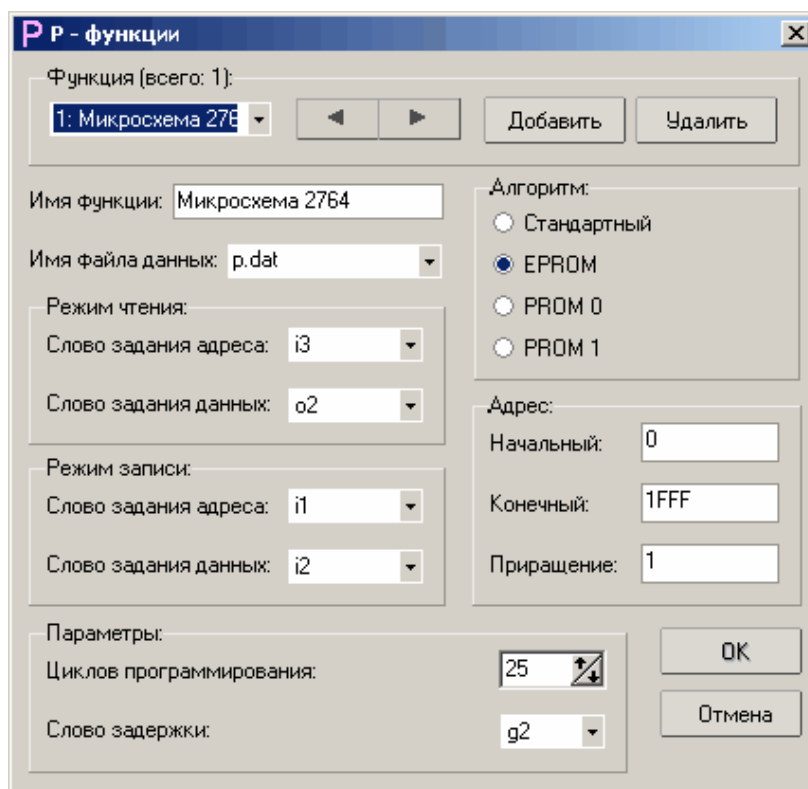 P P - функции
Функция (всего: 1):
1: Микросхема 276
Добавить
Удалить
Имя функции: Микросхема 2764
Имя файла данных: p.dat
Режим чтения:
Слово задания адреса: i3
Слово задания данных: o2
Режим записи:
Слово задания адреса: i1
Слово задания данных: i2
Алгоритм:
Стандартный
EPROM
PROM 0
PROM 1
Адрес:
Начальный: 0
Конечный: 1FFF
Приращение: 1
Параметры:
Циклов программирования: 25
Слово задержки: g2
OK
Отмена